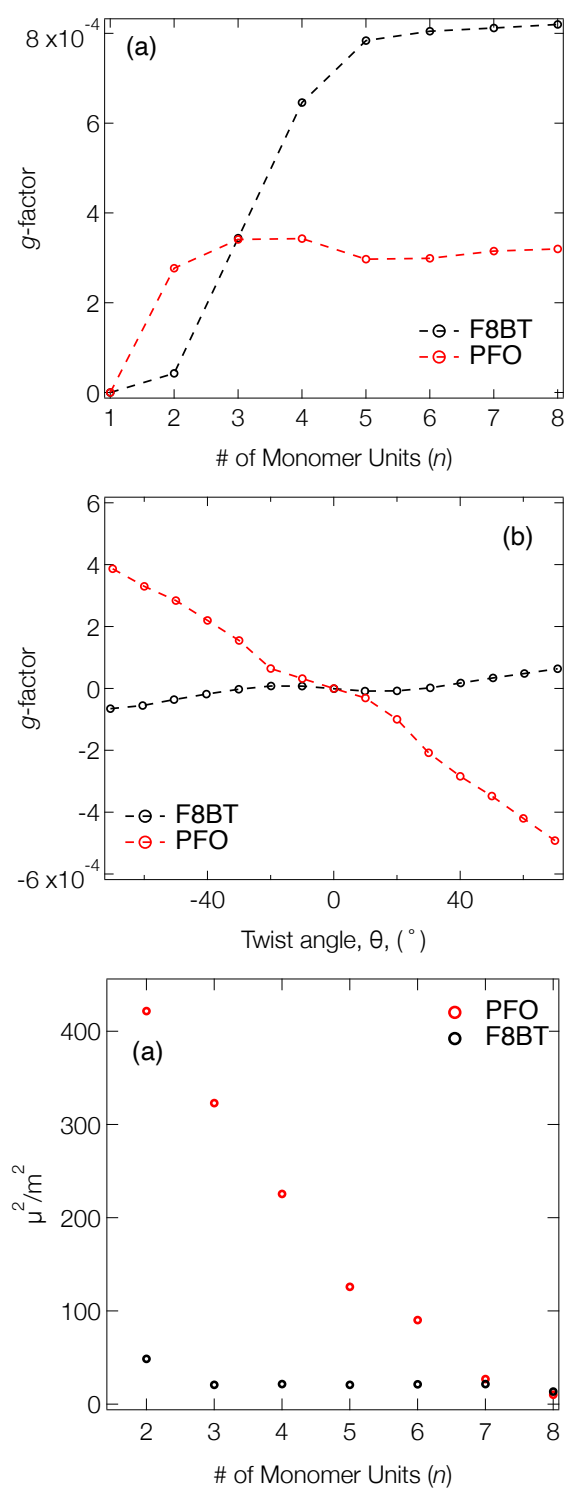 8 x10⁻⁴
(a)
6
g-factor
4
2
F8BT
PFO
0
1 2 3 4 5 6 7 8
# of Monomer Units (n)
6
(b)
4
2
g-factor
0
-2
-4
F8BT
PFO
-6 x10⁻⁴
-40 0 40
Twist angle, θ, (°)
PFO
400
F8BT
(a)
300
μ²/m²
200
100
0
2 3 4 5 6 7 8
# of Monomer Units (n)